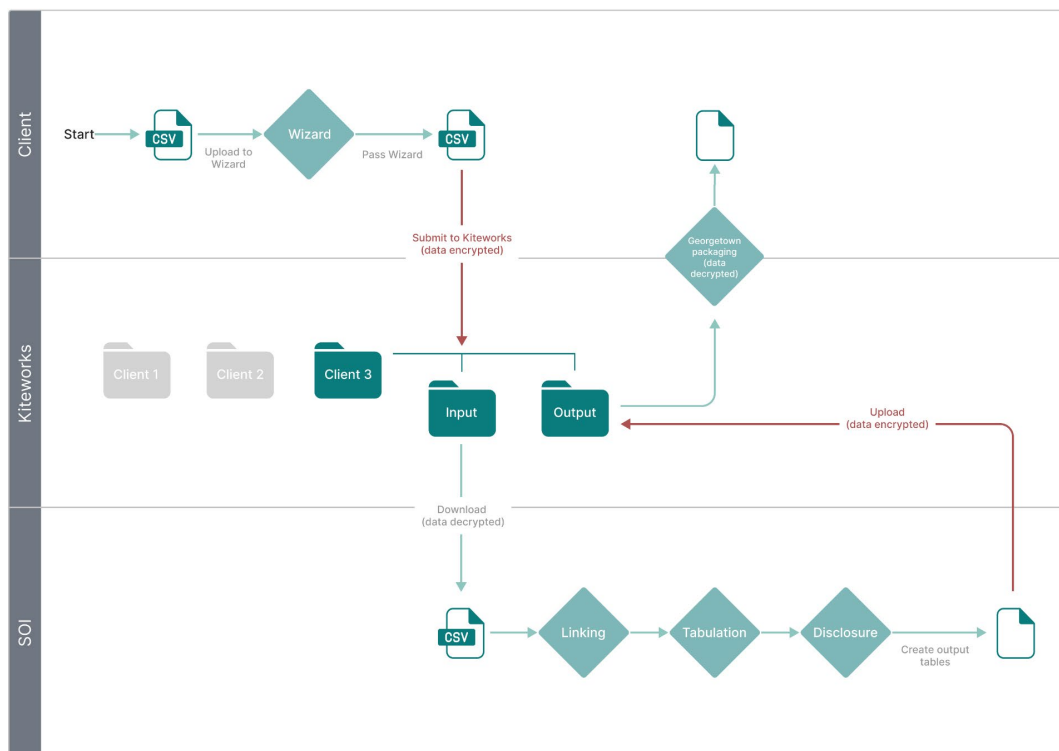 Client
Start
CSV
Upload to
Wizard
Wizard
Pass Wizard
CSV
Submit to Kiteworks
(data encrypted)
Georgetown
packaging
(data
decrypted)
Kiteworks
Client 1
Client 2
Client 3
Input
Output
Upload
(data encrypted)
Download
(data decrypted)
SOI
CSV
Linking
Tabulation
Disclosure
Create output
tables